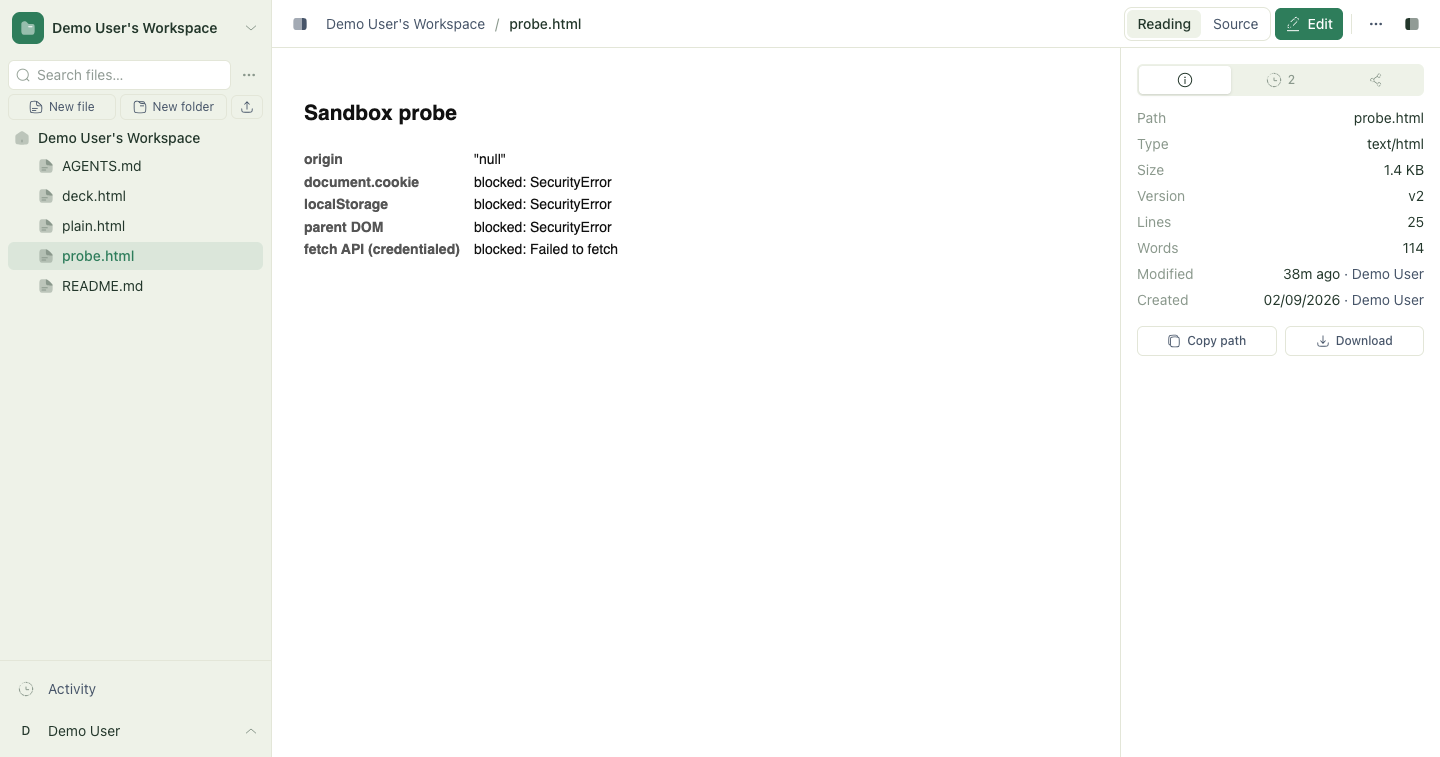 Demo User's Workspace
Search files...
New file
New folder
Demo User's Workspace
AGENTS.md
deck.html
plain.html
probe.html
README.md
Activity
D Demo User
Demo User's Workspace / probe.html
Reading Source Edit
Sandbox probe
origin "null"
document.cookie blocked: SecurityError
localStorage blocked: SecurityError
parent DOM blocked: SecurityError
fetch API (credentialed) blocked: Failed to fetch
2
Path probe.html
Type text/html
Size 1.4 KB
Version v2
Lines 25
Words 114
Modified 38m ago · Demo User
Created 02/09/2026 · Demo User
Copy path Download